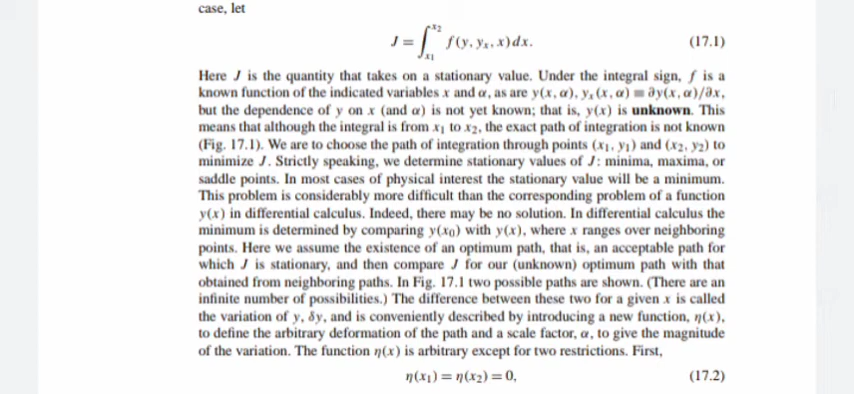 case, let
J = ∫_{x1}^{x2} f(y, yx, x)dx. (17.1)
Here J is the quantity that takes on a stationary value. Under the integral sign, f is a
known function of the indicated variables x and α, as are y(x, α), yx(x, α) ≡ ∂y(x, α)/∂x,
but the dependence of y on x (and α) is not yet known; that is, y(x) is unknown. This
means that although the integral is from x1 to x2, the exact path of integration is not known
(Fig. 17.1). We are to choose the path of integration through points (x1, y1) and (x2, y2) to
minimize J. Strictly speaking, we determine stationary values of J: minima, maxima, or
saddle points. In most cases of physical interest the stationary value will be a minimum.
This problem is considerably more difficult than the corresponding problem of a function
y(x) in differential calculus. Indeed, there may be no solution. In differential calculus the
minimum is determined by comparing y(x0) with y(x), where x ranges over neighboring
points. Here we assume the existence of an optimum path, that is, an acceptable path for
which J is stationary, and then compare J for our (unknown) optimum path with that
obtained from neighboring paths. In Fig. 17.1 two possible paths are shown. (There are an
infinite number of possibilities.) The difference between these two for a given x is called
the variation of y, δy, and is conveniently described by introducing a new function, η(x),
to define the arbitrary deformation of the path and a scale factor, α, to give the magnitude
of the variation. The function η(x) is arbitrary except for two restrictions. First,
η(x1) = η(x2) = 0, (17.2)